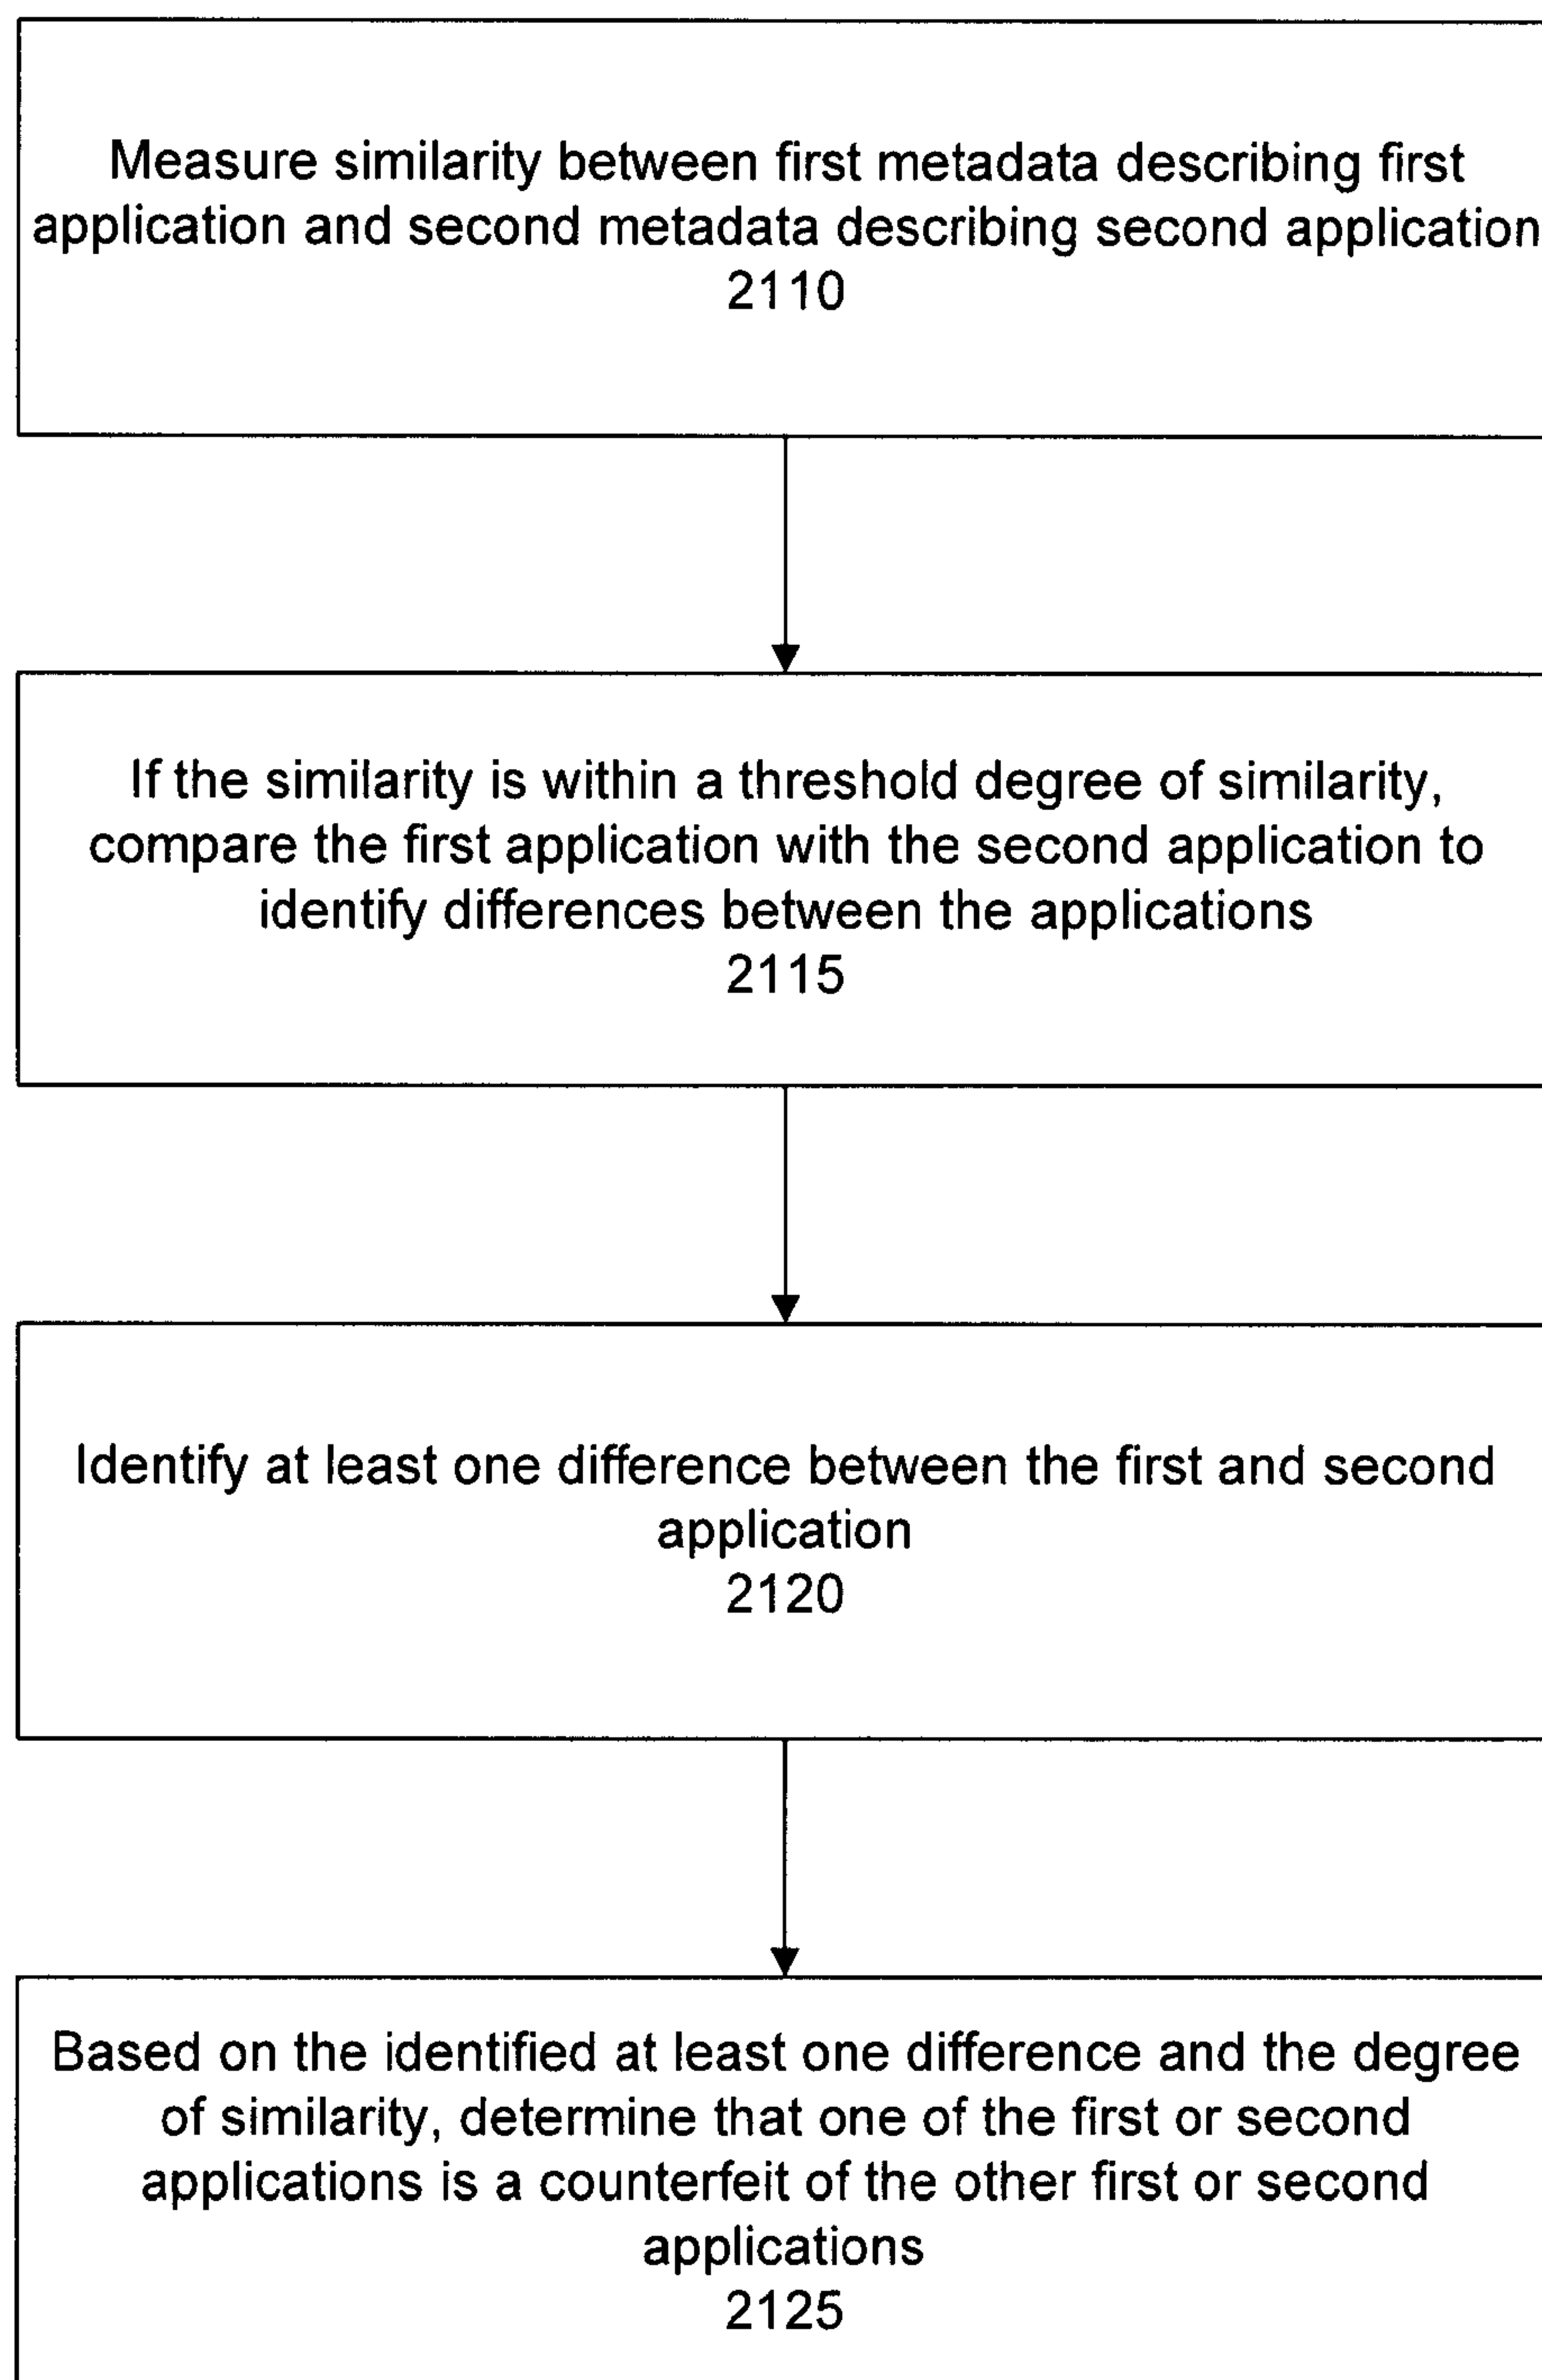 Measure similarity between first metadata describing first
application and second metadata describing second application
2110
If the similarity is within a threshold degree of similarity,
compare the first application with the second application to
identify differences between the applications
2115
Identify at least one difference between the first and second
application
2120
Based on the identified at least one difference and the degree
of similarity, determine that one of the first or second
applications is a counterfeit of the other first or second
applications
2125